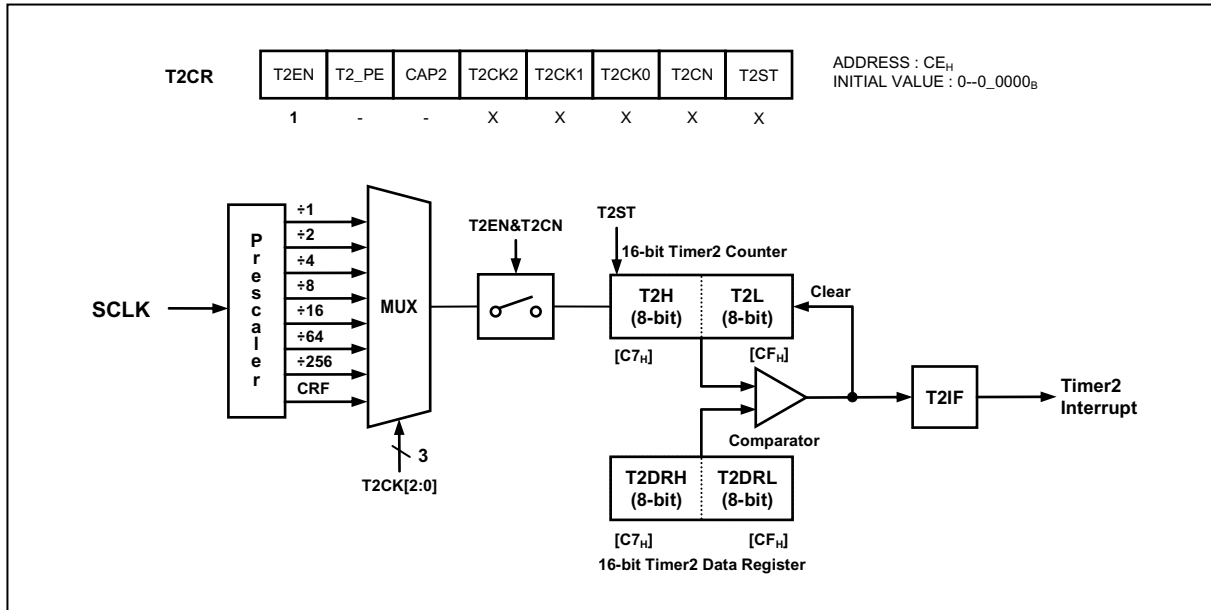 T2CR T2EN T2_PE CAP2 T2CK2 T2CK1 T2CK0 T2CN T2ST
ADDRESS : CEH
INITIAL VALUE : 0--0_0000B
1 - - X X X X X
Prescaler
SCLK
÷1
÷2
÷4
÷8
÷16
÷64
÷256
CRF
MUX
3
T2CK[2:0]
T2EN&T2CN
T2ST
16-bit Timer2 Counter
T2H
(8-bit)
T2L
(8-bit)
Clear
[C7H]
[CFH]
Comparator
T2IF
Timer2
Interrupt
T2DRH
(8-bit)
T2DRL
(8-bit)
[C7H]
[CFH]
16-bit Timer2 Data Register